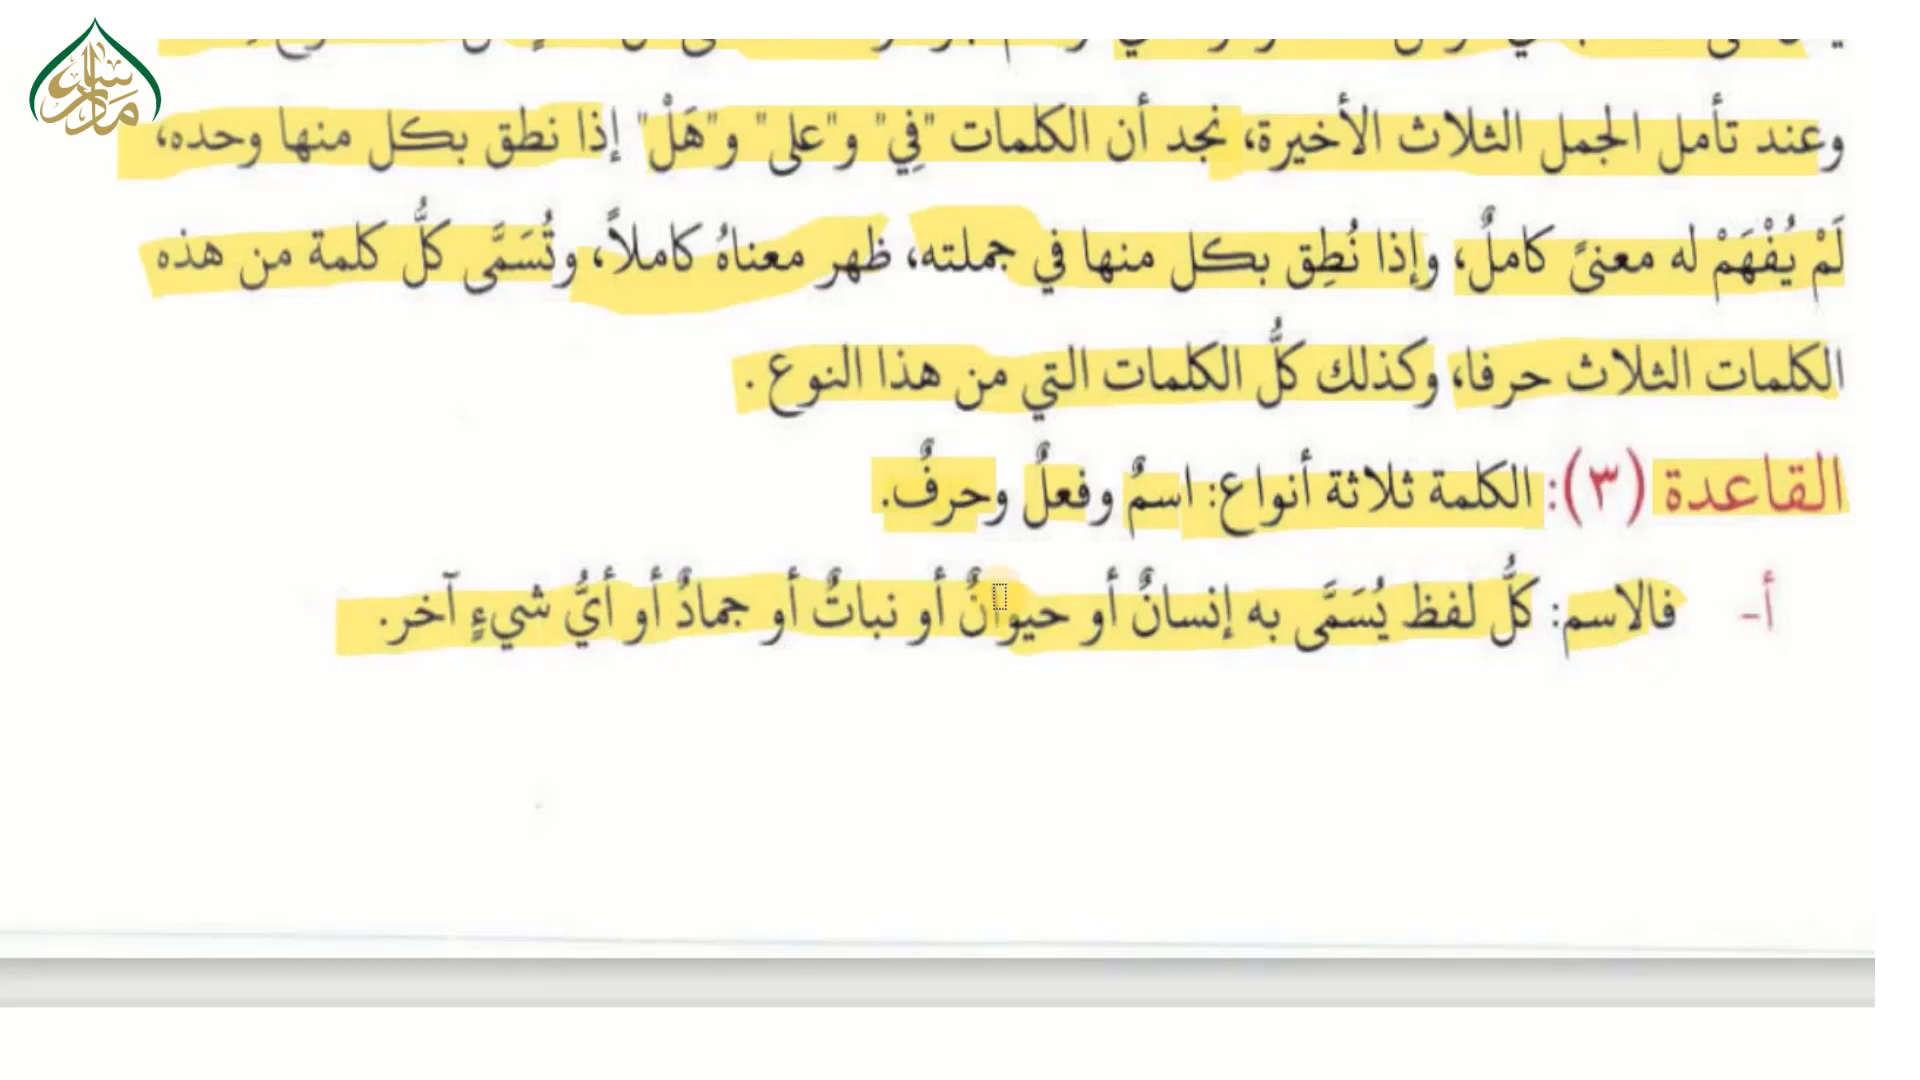 وعند تأمل الجمل الثلاث الأخيرة، نجد أن الكلمات "فِي" و"على" و"هَلْ" إذا نطق بكل منها وحده،
لَمْ يُفْهَمْ له معنىً كاملٌ، وإذا نُطِق بكل منها في جملته، ظهر معناهُ كاملاً، وتُسَمَّى كلُّ كلمة من هذه
الكلمات الثلاث حرفا، وكذلك كلُّ الكلمات التي من هذا النوع .
القاعدة (٣): الكلمة ثلاثة أنواع: اسمٌ وفعلٌ وحرفٌ.
أ- فالاسم: كلُّ لفظ يُسَمَّى به إنسانٌ أو حيوانٌ أو نباتٌ أو جمادٌ أو أيُّ شيءٍ آخر.